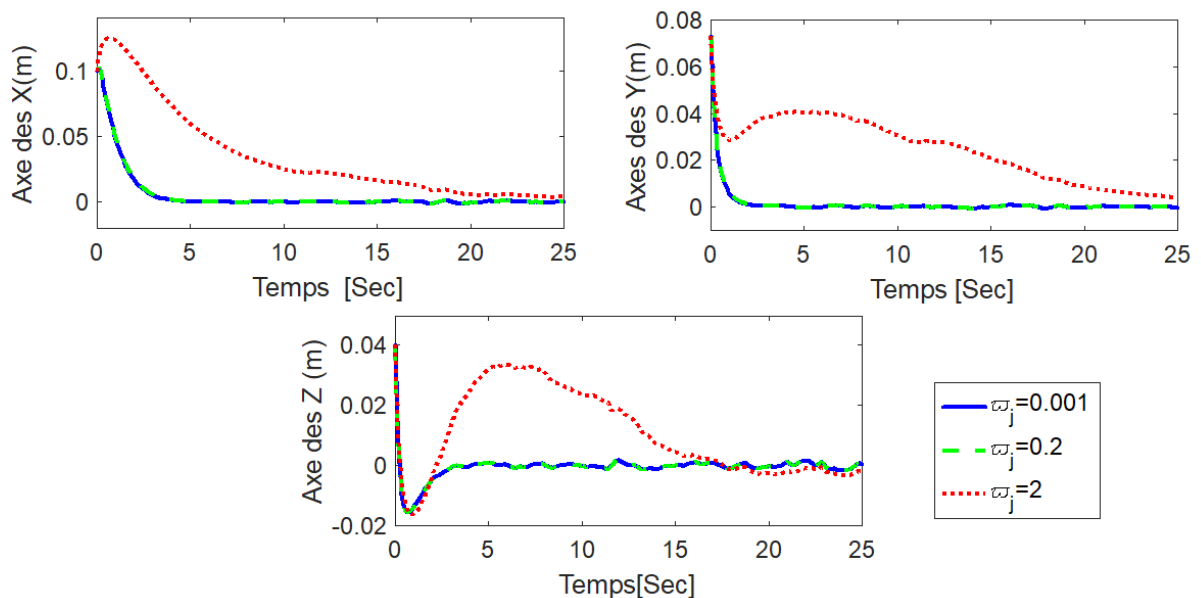 Axe des X(m)
0.1
0.05
0
0 5 10 15 20 25
Temps [Sec]
Axes des Y(m)
0.08
0.06
0.04
0.02
0
0 5 10 15 20 25
Temps [Sec]
Axe des Z (m)
0.04
0.02
0
-0.02
0 5 10 15 20 25
Temps[Sec]
ϖj=0.001
ϖj=0.2
ϖj=2